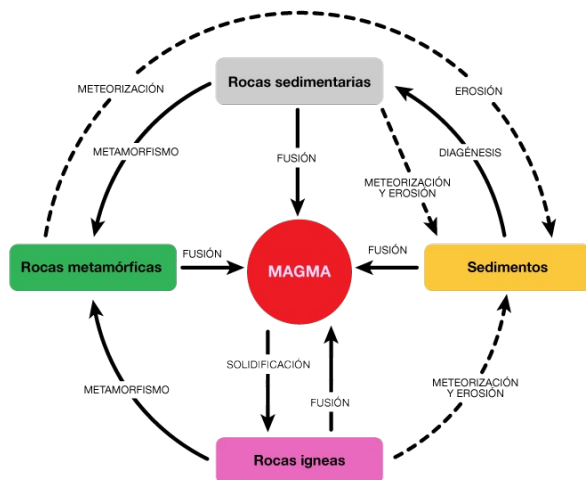 METEORIZACIÓN
EROSIÓN
Rocas sedimentarias
METAMORFISMO
FUSIÓN
DIAGÉNESIS
METEORIZACIÓN
Y EROSIÓN
Rocas metamórficas
FUSIÓN
MAGMA
FUSIÓN
Sedimentos
SOLIDIFICACIÓN
METAMORFISMO
FUSIÓN
METEORIZACIÓN
Y EROSIÓN
Rocas igneas